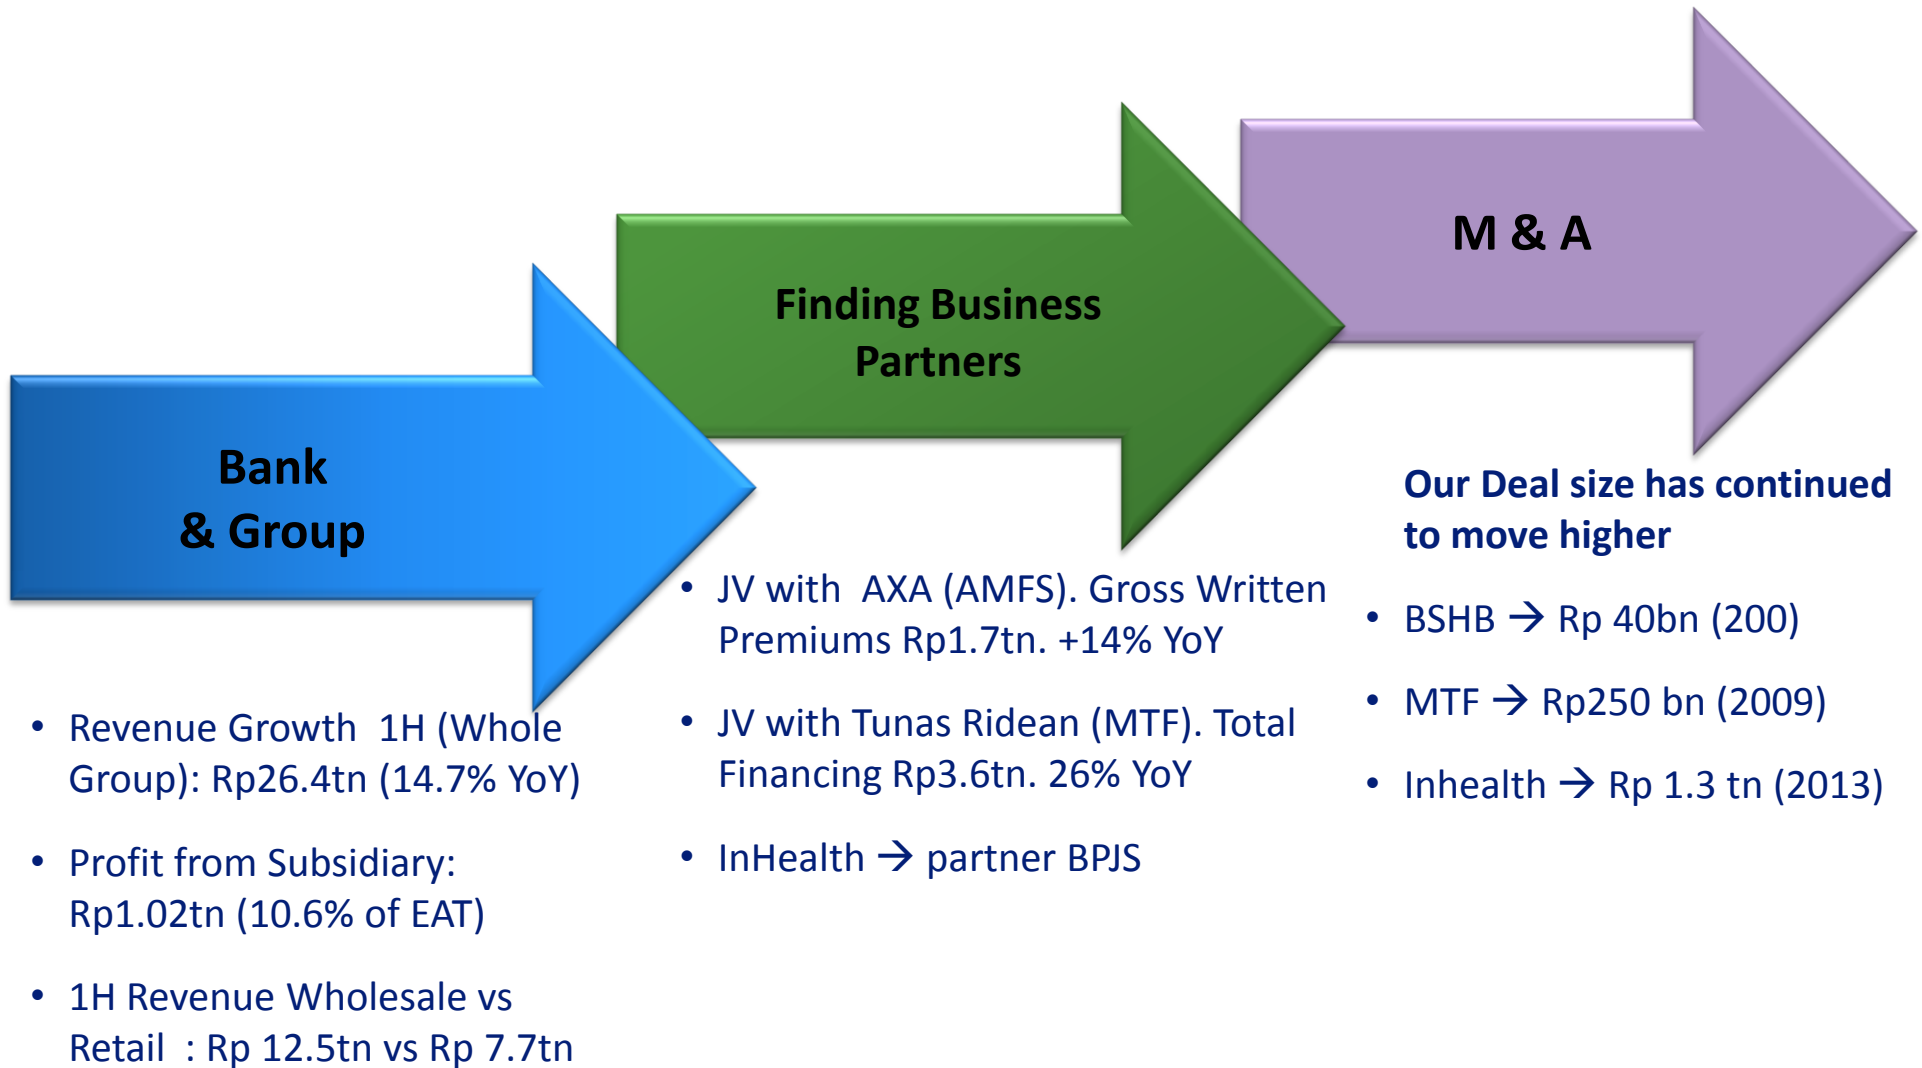 Bank
& Group
• Revenue Growth 1H (Whole
Group): Rp26.4tn (14.7% YoY)
• Profit from Subsidiary:
Rp1.02tn (10.6% of EAT)
• 1H Revenue Wholesale vs
Retail : Rp 12.5tn vs Rp 7.7tn
Finding Business
Partners
• JV with AXA (AMFS). Gross Written
Premiums Rp1.7tn. +14% YoY
• JV with Tunas Ridean (MTF). Total
Financing Rp3.6tn. 26% YoY
• InHealth → partner BPJS
M & A
Our Deal size has continued
to move higher
• BSHB → Rp 40bn (200)
• MTF → Rp250 bn (2009)
• Inhealth → Rp 1.3 tn (2013)